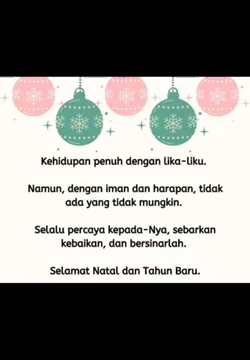 Kehidupan penuh dengan lika-liku.
Namun, dengan iman dan harapan, tidak
ada yang tidak mungkin.
Selalu percaya kepada-Nya, sebarkan
kebaikan, dan bersinarlah.
Selamat Natal dan Tahun Baru.